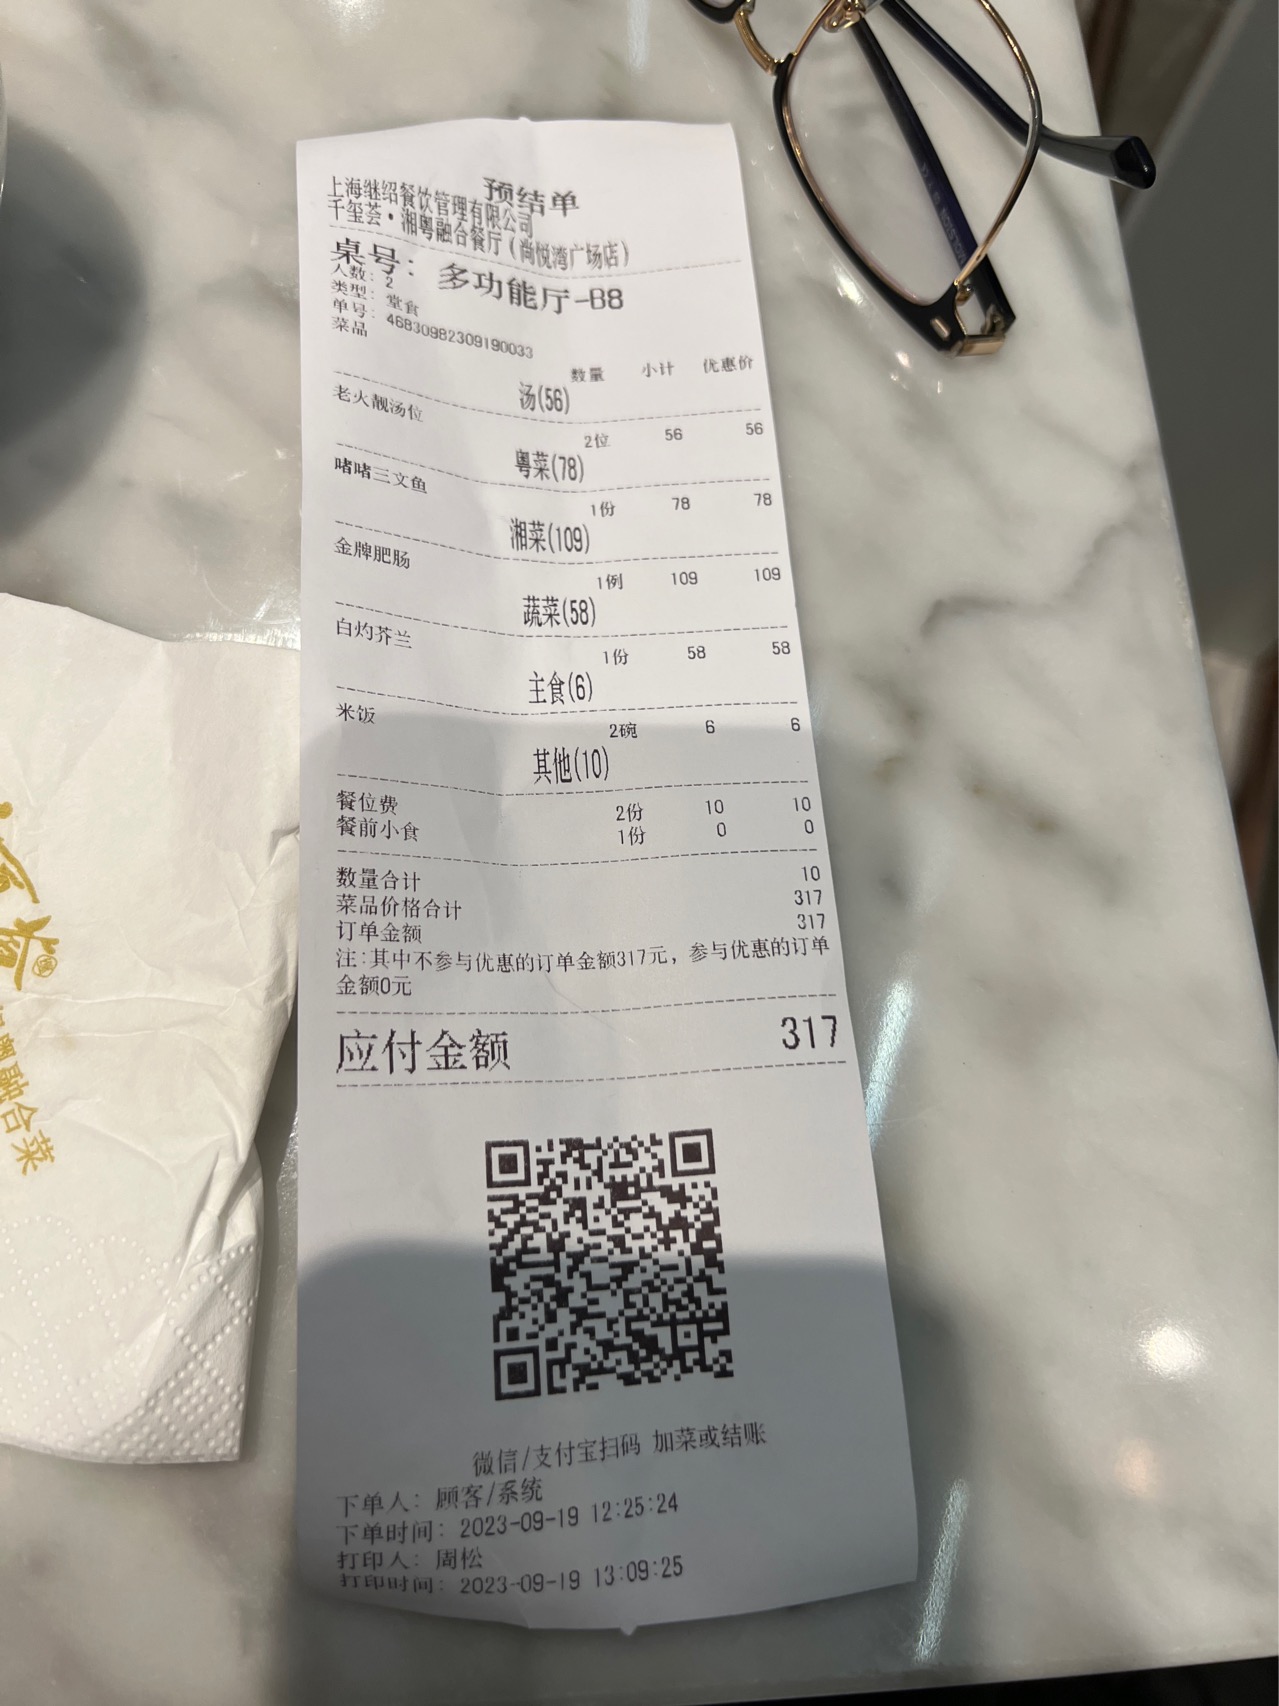 预结单
上海继绍餐饮管理有限公司
千玺荟·湘粤融合餐厅(尚悦湾广场店)
桌号: 多功能厅-B8
人数: 2
类型: 堂食
单号: 46830982309190033
菜品 数量 小计 优惠价
汤(56)
老火靓汤位 2位 56 56
粤菜(78)
啫啫三文鱼 1份 78 78
湘菜(109)
金牌肥肠 1例 109 109
蔬菜(58)
白灼芥兰 1份 58 58
主食(6)
米饭 2碗 6 6
其他(10)
餐位费 2份 10 10
餐前小食 1份 0 0
数量合计 10
菜品价格合计 317
订单金额 317
注:其中不参与优惠的订单金额317元,参与优惠的订单
金额0元
应付金额 317
微信/支付宝扫码 加菜或结账
下单人: 顾客/系统
下单时间: 2023-09-19 12:25:24
打印人: 周松
打印时间: 2023-09-19 13:09:25
融合菜